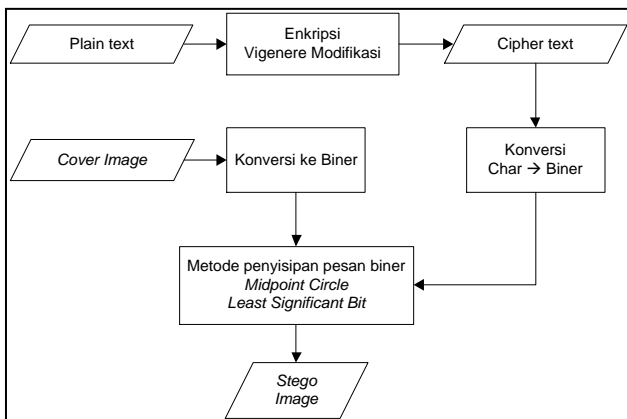 Plain text
Enkripsi
Vigenere Modifikasi
Cipher text
Cover Image
Konversi ke Biner
Konversi
Char → Biner
Metode penyisipan pesan biner
Midpoint Circle
Least Significant Bit
Stego
Image